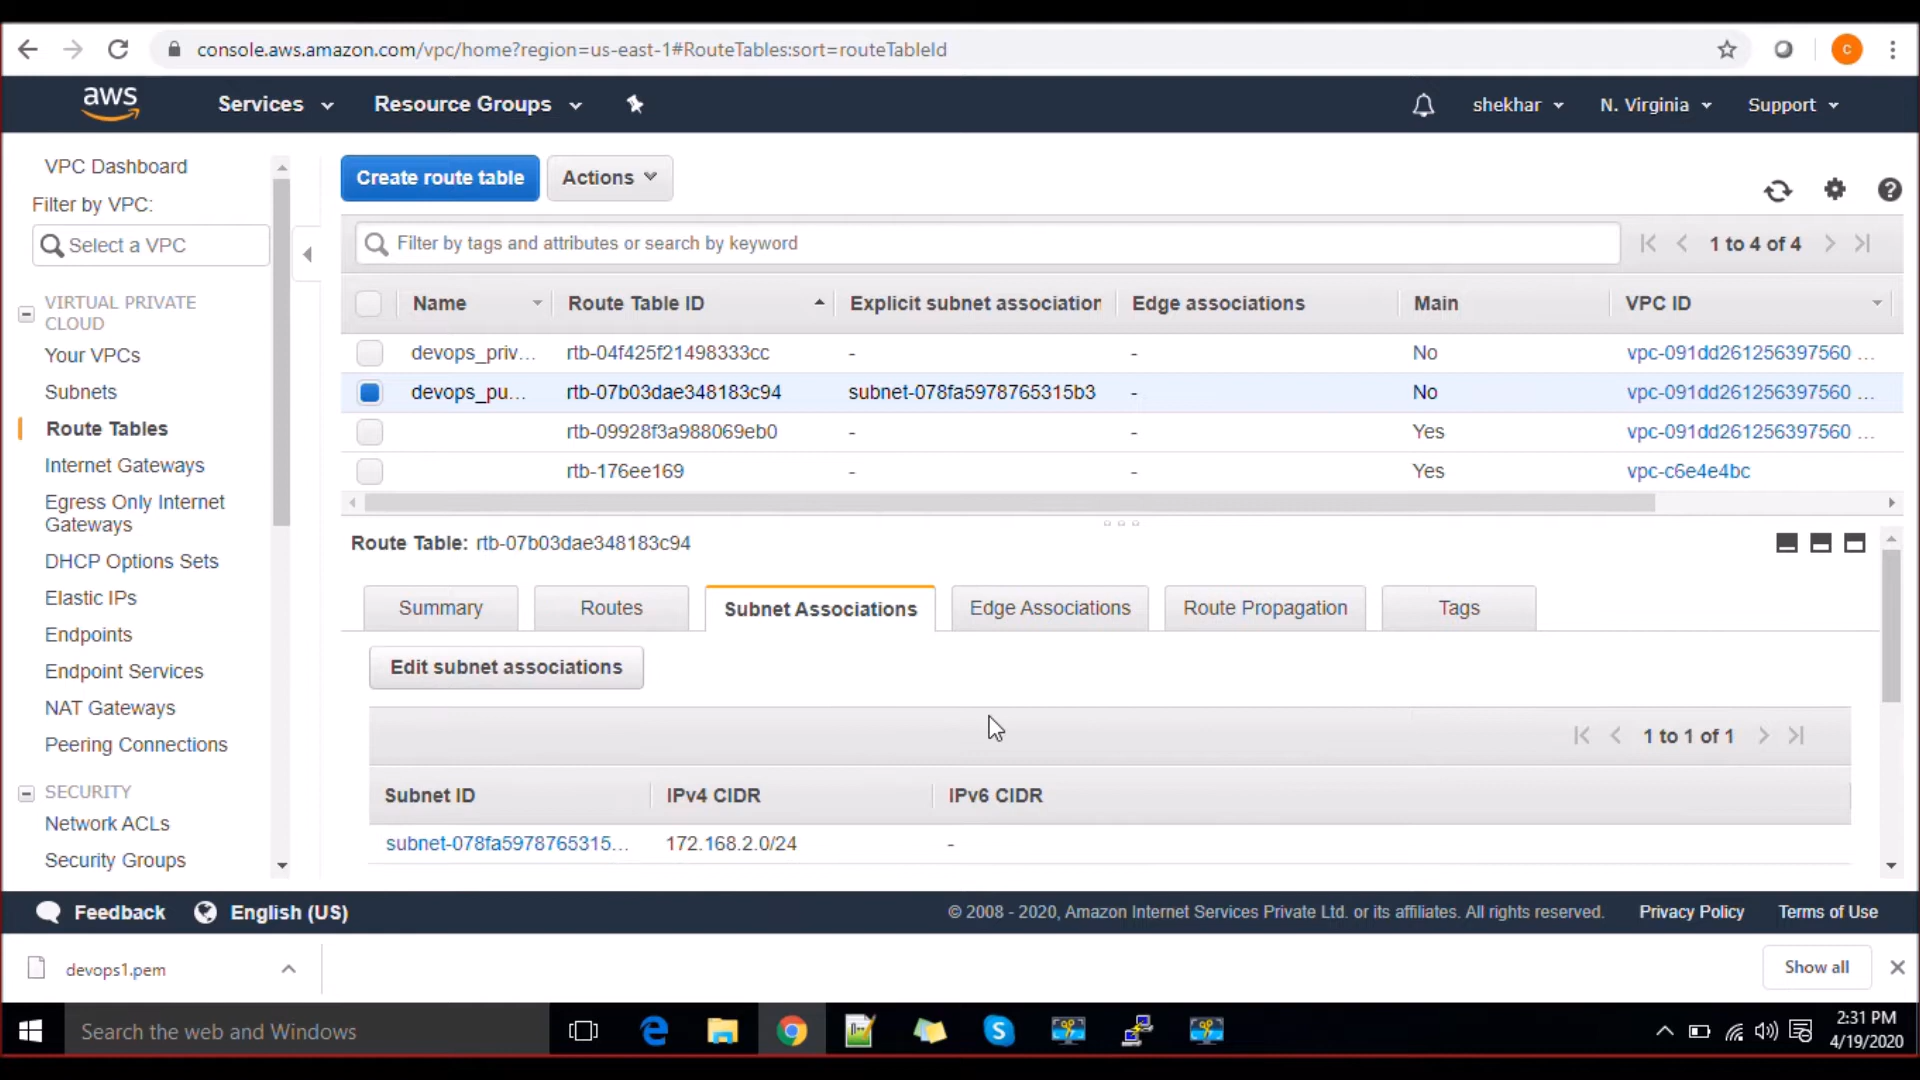 console.aws.amazon.com/vpc/home?region=us-east-1#RouteTables:sort=routeTableId
C
aws Services Resource Groups shekhar N. Virginia Support
VPC Dashboard
Filter by VPC:
Select a VPC
VIRTUAL PRIVATE
CLOUD
Your VPCs
Subnets
Route Tables
Internet Gateways
Egress Only Internet
Gateways
DHCP Options Sets
Elastic IPs
Endpoints
Endpoint Services
NAT Gateways
Peering Connections
SECURITY
Network ACLs
Security Groups
Create route table Actions
Filter by tags and attributes or search by keyword 1 to 4 of 4
Name Route Table ID Explicit subnet association Edge associations Main VPC ID
devops_priv... rtb-04f425f21498333cc - - No vpc-091dd261256397560 ...
devops_pu... rtb-07b03dae348183c94 subnet-078fa5978765315b3 - No vpc-091dd261256397560 ...
rtb-09928f3a988069eb0 - - Yes vpc-091dd261256397560 ...
rtb-176ee169 - - Yes vpc-c6e4e4bc
Route Table: rtb-07b03dae348183c94
Summary Routes Subnet Associations Edge Associations Route Propagation Tags
Edit subnet associations
1 to 1 of 1
Subnet ID IPv4 CIDR IPv6 CIDR
subnet-078fa5978765315... 172.168.2.0/24 -
Feedback English (US) © 2008 - 2020, Amazon Internet Services Private Ltd. or its affiliates. All rights reserved. Privacy Policy Terms of Use
devops1.pem Show all
Search the web and Windows
2:31 PM
4/19/2020